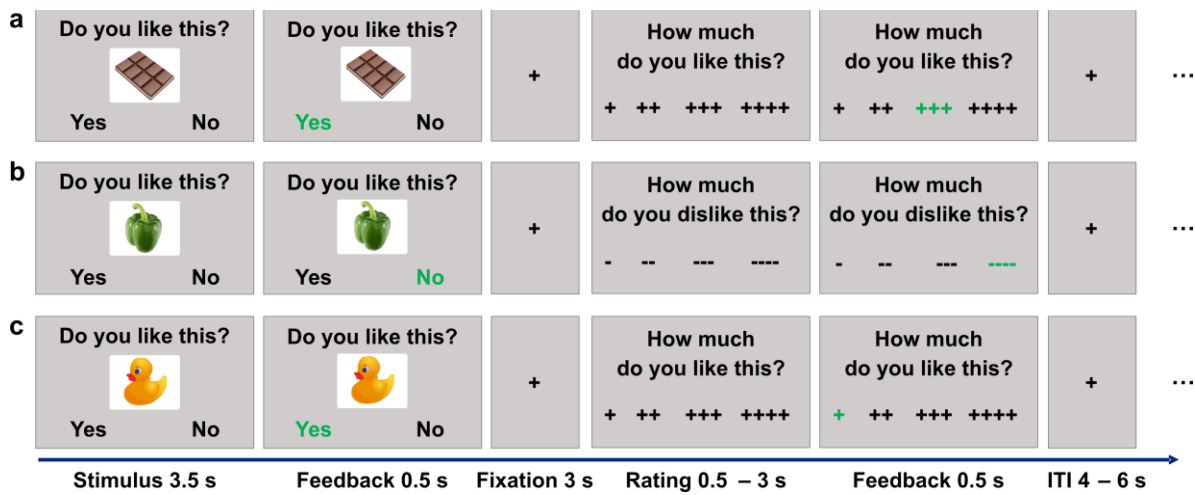 a
Do you like this?
Yes No
Do you like this?
Yes No
+
How much
do you like this?
+ ++ +++ ++++
How much
do you like this?
+ ++ +++ ++++
+
...
b
Do you like this?
Yes No
Do you like this?
Yes No
+
How much
do you dislike this?
- -- --- ----
How much
do you dislike this?
- -- --- ----
+
...
c
Do you like this?
Yes No
Do you like this?
Yes No
+
How much
do you like this?
+ ++ +++ ++++
How much
do you like this?
+ ++ +++ ++++
+
...
Stimulus 3.5 s Feedback 0.5 s Fixation 3 s Rating 0.5 – 3 s Feedback 0.5 s ITI 4 – 6 s